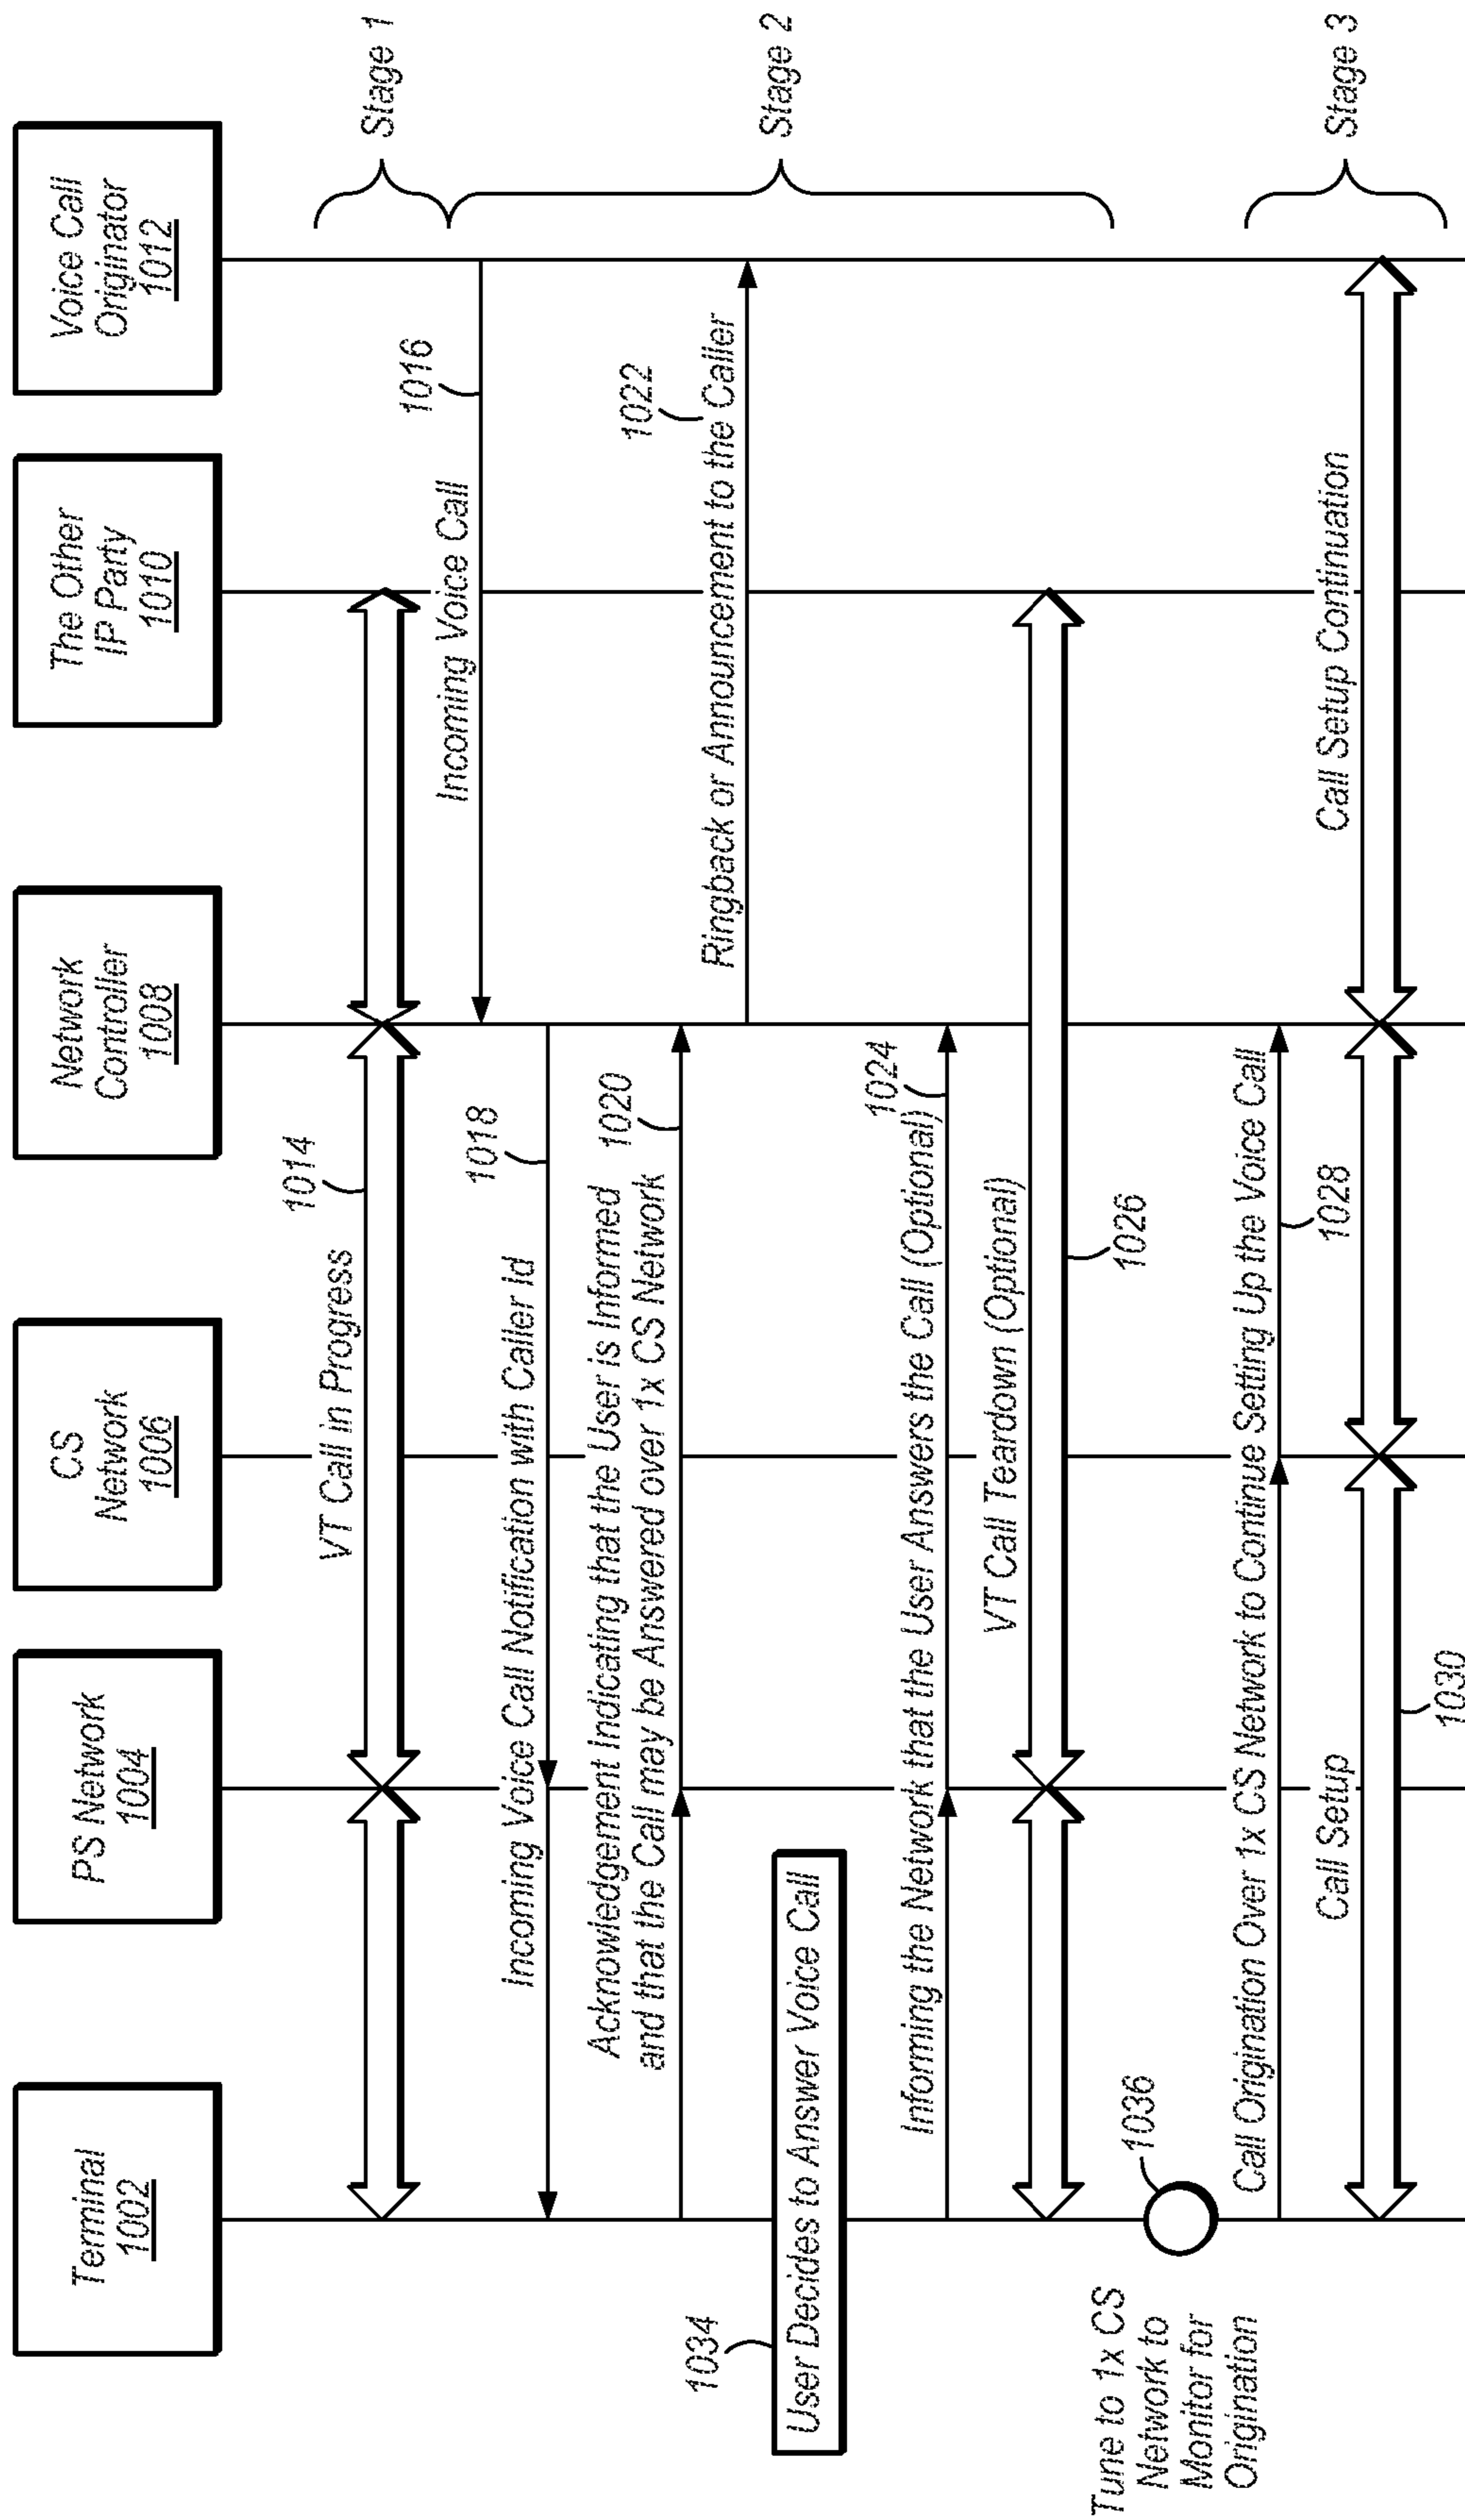 Terminal
1002
PS Network
1004
CS
Network
1006
Network
Controller
1008
The Other
IP Party
1010
Voice Call
Originator
1012
1014
VT Call in Progress
Stage 1
1016
Incoming Voice Call
1018
Incoming Voice Call Notification with Caller Id
Acknowledgement Indicating that the User is Informed
and that the Call may be Answered over 1x CS Network
1020
1022
Ringback or Announcement to the Caller
Stage 2
1034
User Decides to Answer Voice Call
1024
Informing the Network that the User Answers the Call (Optional)
VT Call Teardown (Optional)
1026
Tune to 1x CS
Network to
Monitor for
Origination
1036
Call Origination Over 1x CS Network to Continue Setting Up the Voice Call
1028
Call Setup
Call Setup Continuation
1030
Stage 3